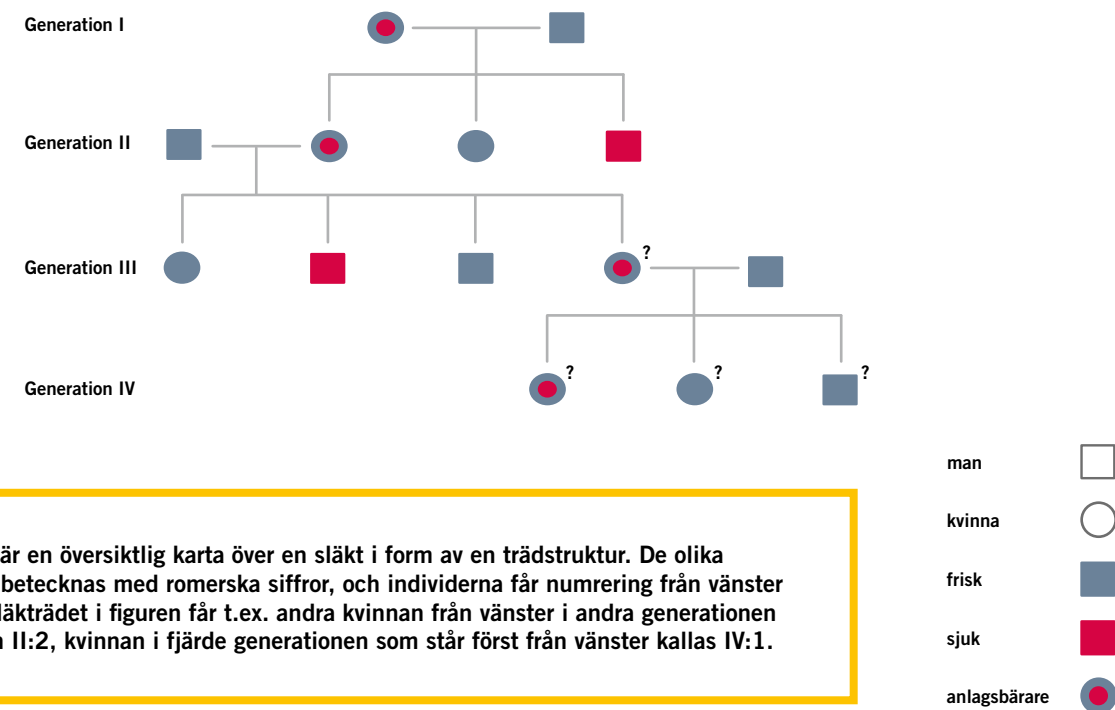 Generation I
Generation II
Generation III
?
Generation IV
?
?
?
man
kvinna
frisk
sjuk
anlagsbärare
är en översiktlig karta över en släkt i form av en trädstruktur. De olika
betecknas med romerska siffror, och individerna får numrering från vänster
läkträdet i figuren får t.ex. andra kvinnan från vänster i andra generationen
II:2, kvinnan i fjärde generationen som står först från vänster kallas IV:1.